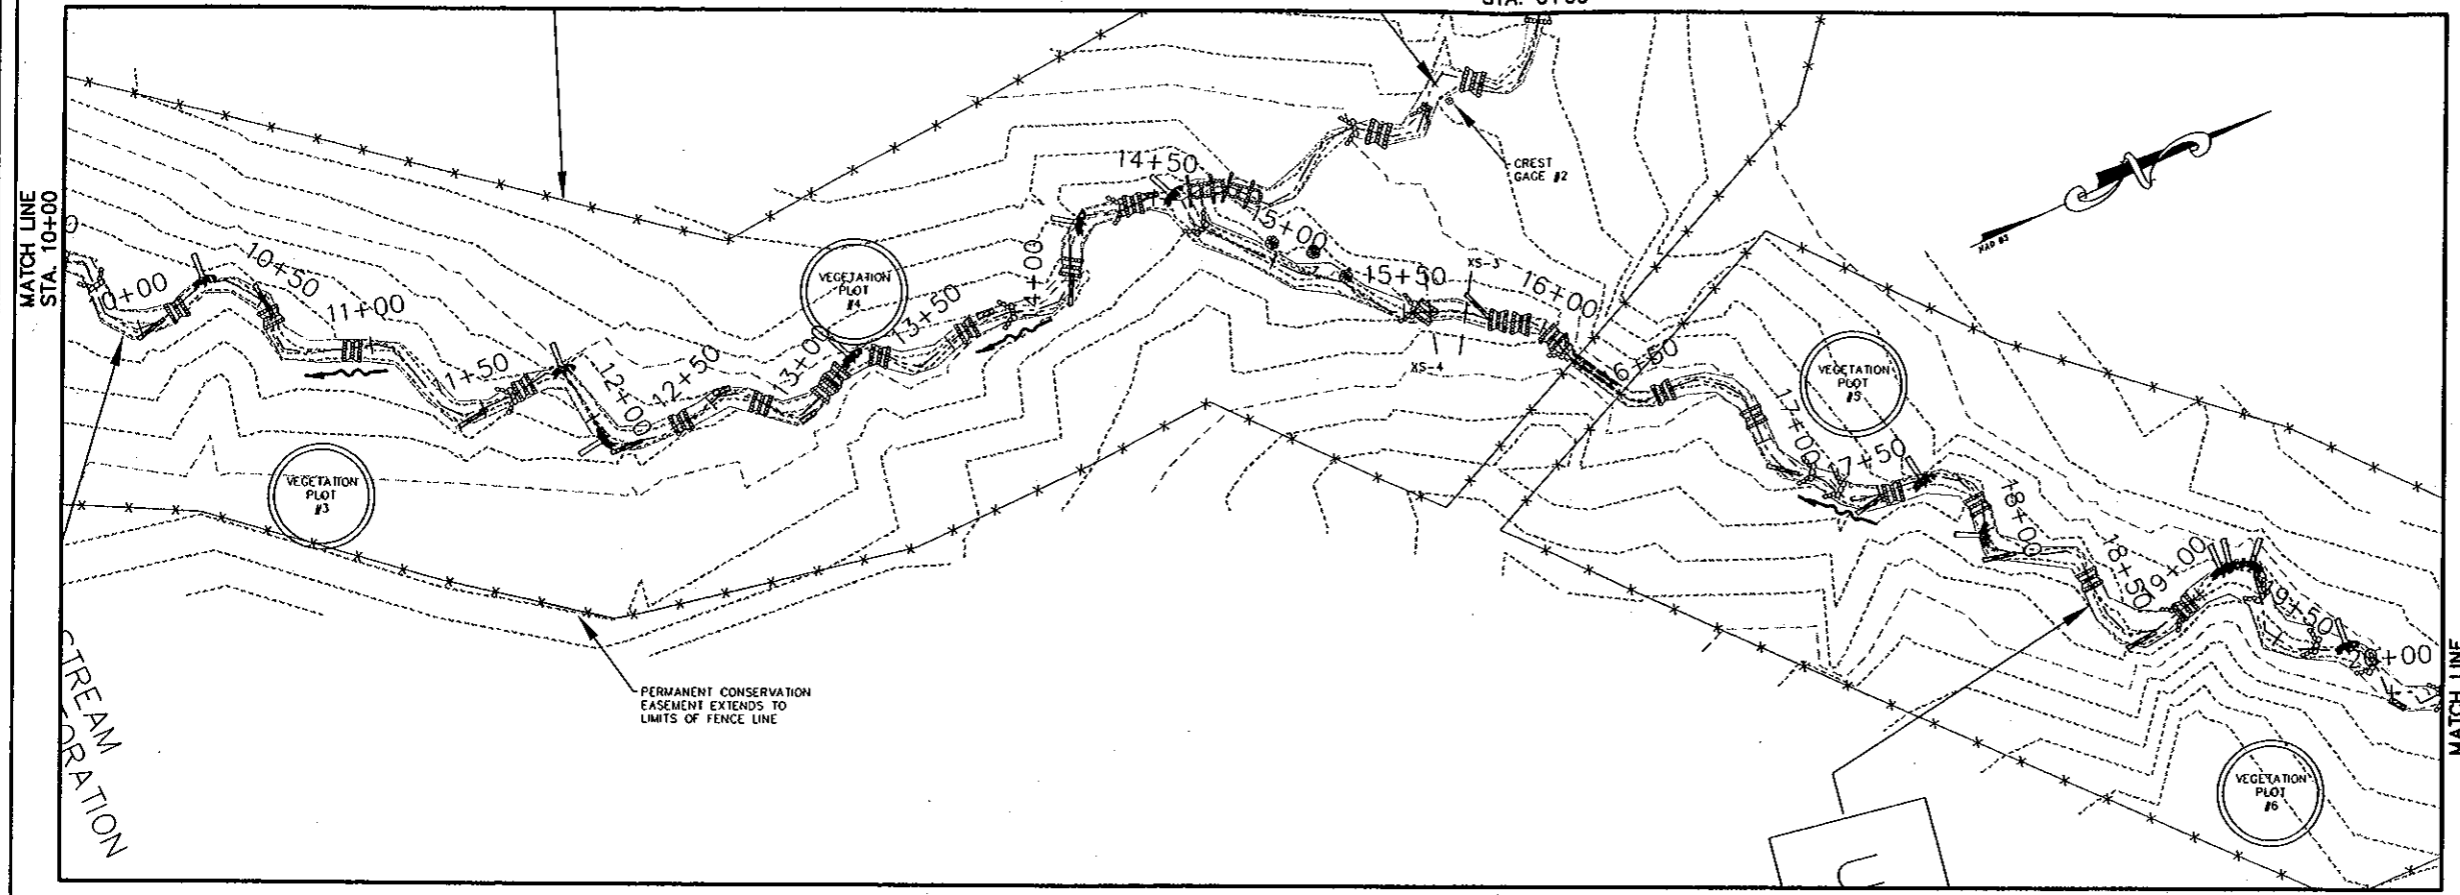 MATCH LINE
STA. 10+00
10+00
10+50
11+00
11+50
12+00
12+50
13+00
13+50
14+00
14+50
15+00
15+50
16+00
16+50
17+00
17+50
18+00
18+50
19+00
19+50
20+00
VEGETATION
PLOT
#3
VEGETATION
PLOT
#4
VEGETATION
PLOT
#5
VEGETATION
PLOT
#6
CREST
GAGE #2
XS-3
XS-4
NAD 83
PERMANENT CONSERVATION
EASEMENT EXTENDS TO
LIMITS OF FENCE LINE
STREAM
MATCH LINE